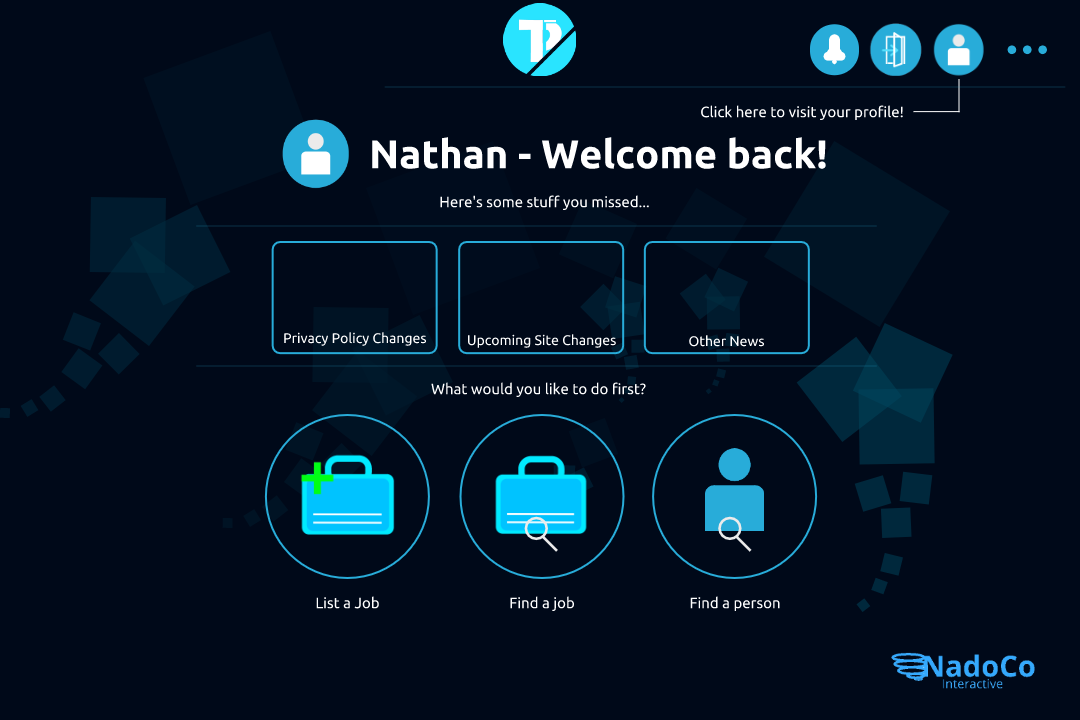 Click here to visit your profile!
Nathan - Welcome back!
Here's some stuff you missed...
Privacy Policy Changes
Upcoming Site Changes
Other News
What would you like to do first?
List a Job
Find a job
Find a person
NadoCo
Interactive